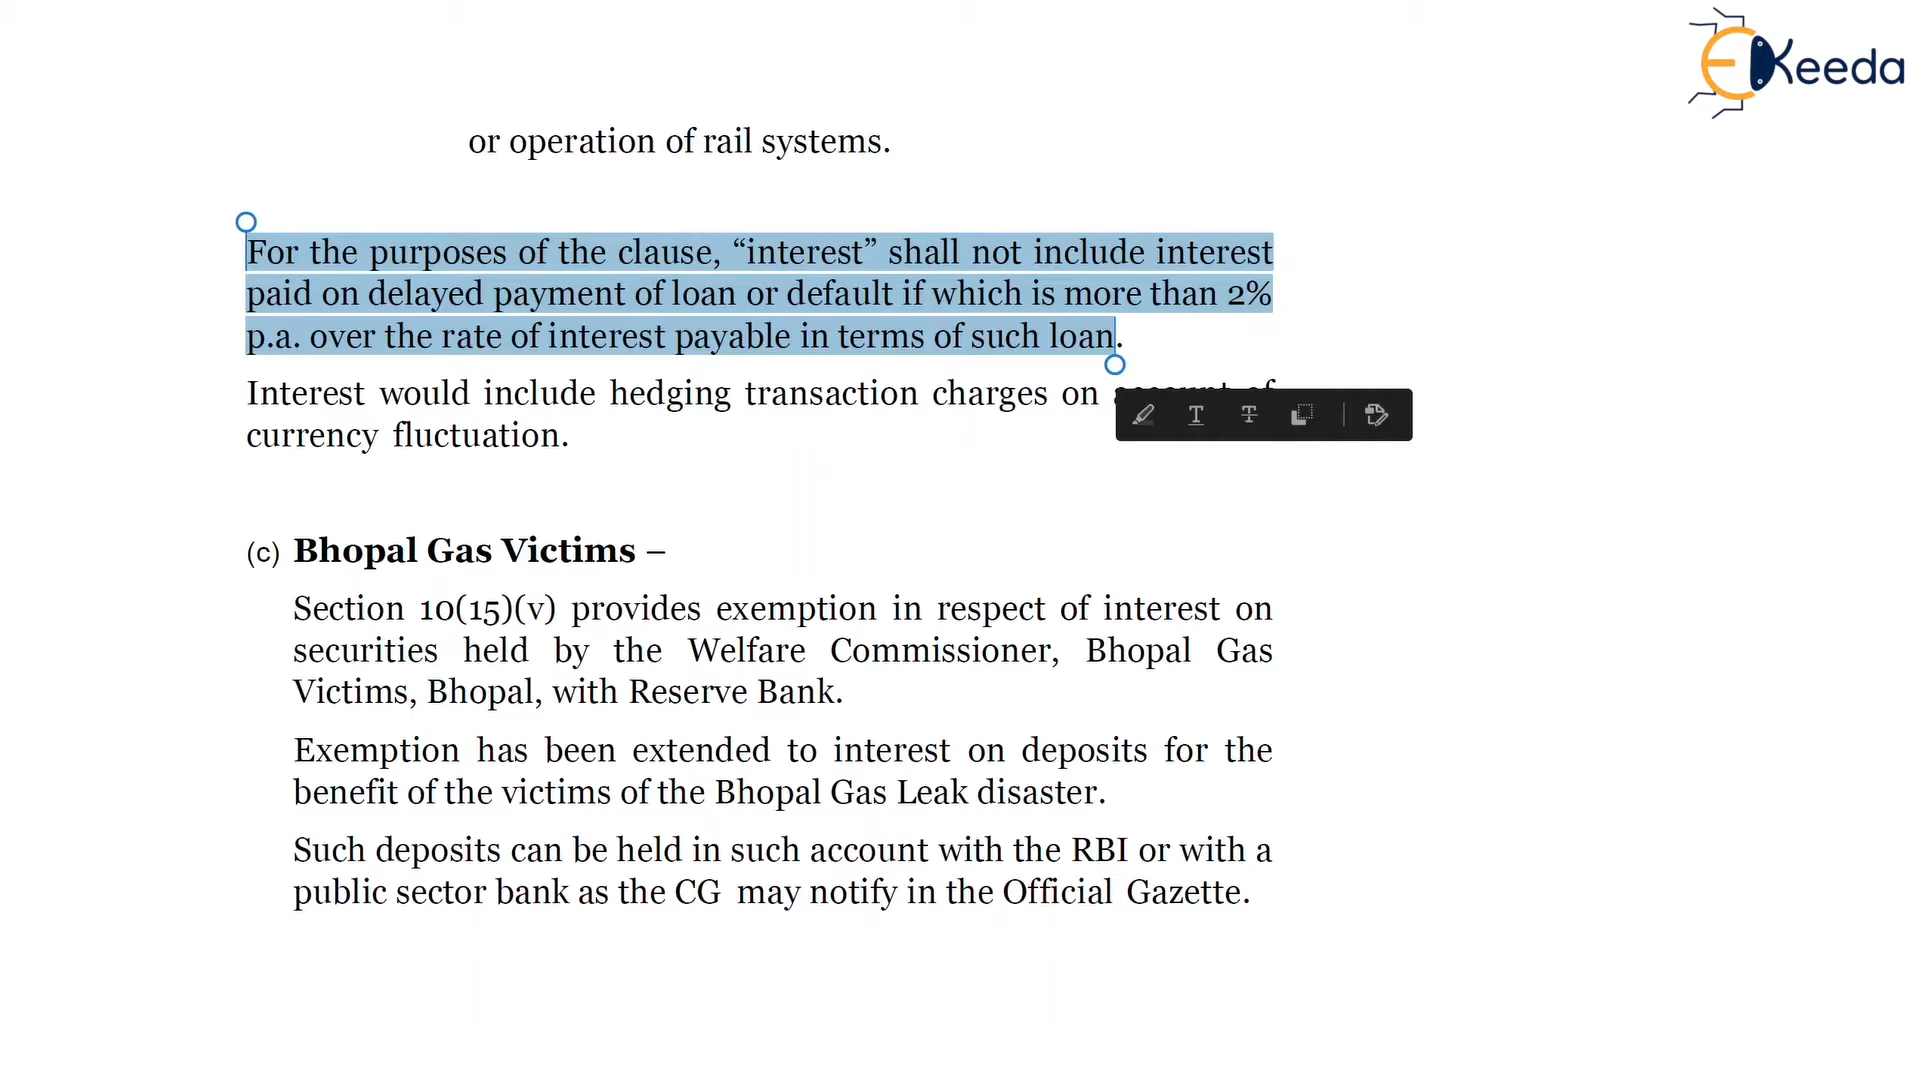 EKeeda
or operation of rail systems.
For the purposes of the clause, “interest” shall not include interest
paid on delayed payment of loan or default if which is more than 2%
p.a. over the rate of interest payable in terms of such loan.
Interest would include hedging transaction charges on account of
currency fluctuation.
(c) Bhopal Gas Victims –
Section 10(15)(v) provides exemption in respect of interest on
securities held by the Welfare Commissioner, Bhopal Gas
Victims, Bhopal, with Reserve Bank.
Exemption has been extended to interest on deposits for the
benefit of the victims of the Bhopal Gas Leak disaster.
Such deposits can be held in such account with the RBI or with a
public sector bank as the CG may notify in the Official Gazette.